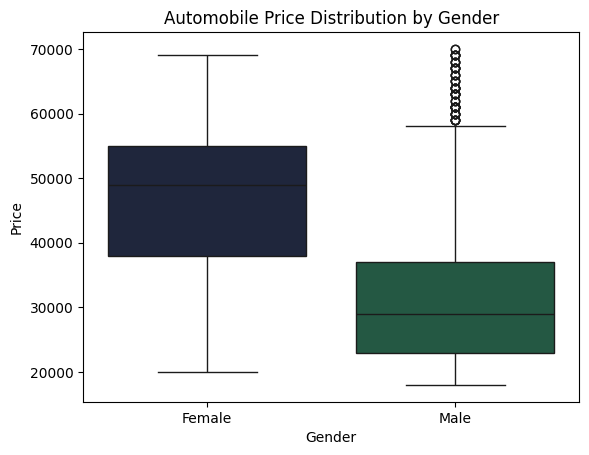 Automobile Price Distribution by Gender
70000
60000
50000
40000
30000
20000
Price
Female Male
Gender